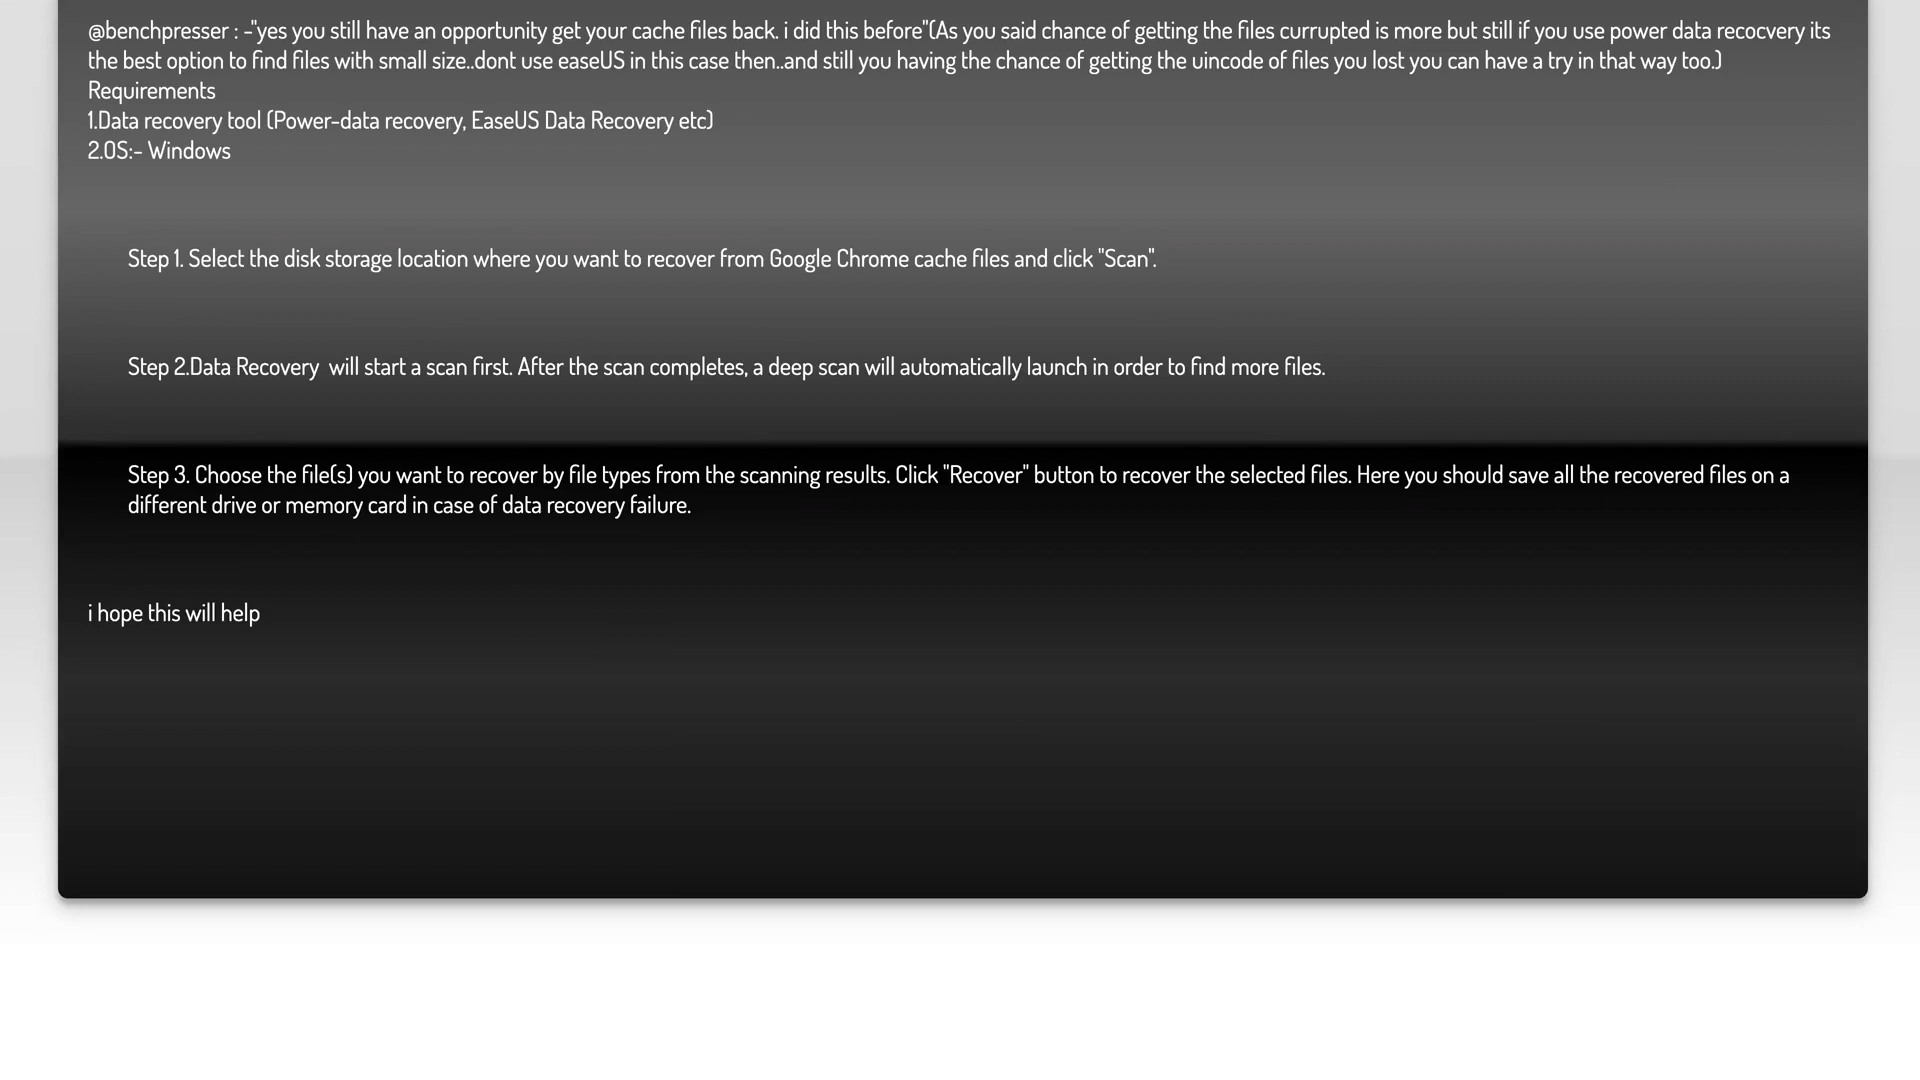 @benchpresser : -"yes you still have an opportunity get your cache files back. i did this before"(As you said chance of getting the files currupted is more but still if you use power data recocvery its
the best option to find files with small size..dont use easeUS in this case then..and still you having the chance of getting the uincode of files you lost you can have a try in that way too.)
Requirements
1.Data recovery tool (Power-data recovery, EaseUS Data Recovery etc)
2.OS:- Windows
Step 1. Select the disk storage location where you want to recover from Google Chrome cache files and click "Scan".
Step 2.Data Recovery  will start a scan first. After the scan completes, a deep scan will automatically launch in order to find more files.
Step 3. Choose the file(s) you want to recover by file types from the scanning results. Click "Recover" button to recover the selected files. Here you should save all the recovered files on a
different drive or memory card in case of data recovery failure.
i hope this will help